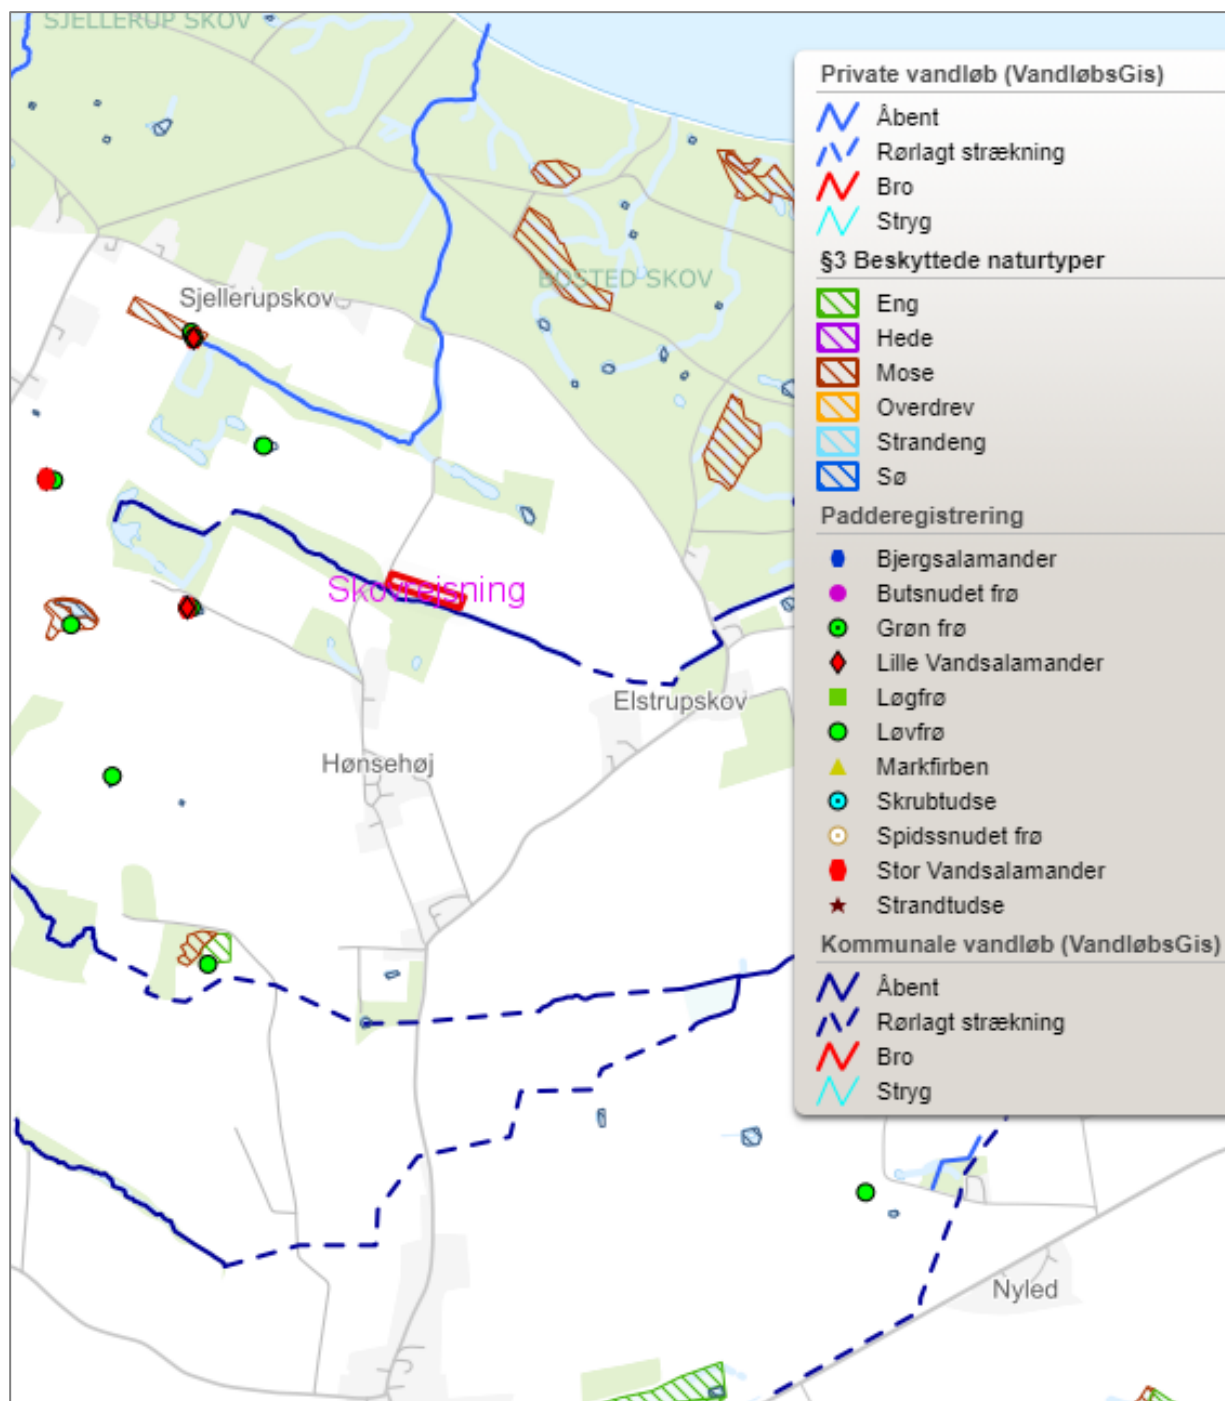 SJELLERUP SKOV
Private vandløb (VandløbsGis)
Åbent
Rørlagt strækning
Bro
Stryg
§3 Beskyttede naturtyper
Eng
Hede
Mose
Overdrev
Strandeng
Sø
Padderegistrering
Bjergsalamander
Butsnudet frø
Grøn frø
Lille Vandsalamander
Løgfrø
Løvfrø
Markfirben
Skrubtudse
Spidssnudet frø
Stor Vandsalamander
Strandtudse
Kommunale vandløb (VandløbsGis)
Åbent
Rørlagt strækning
Bro
Stryg
BOSTED SKOV
Sjellerupskov
Skovrejsning
Elstrupskov
Hønsehøj
Nyled